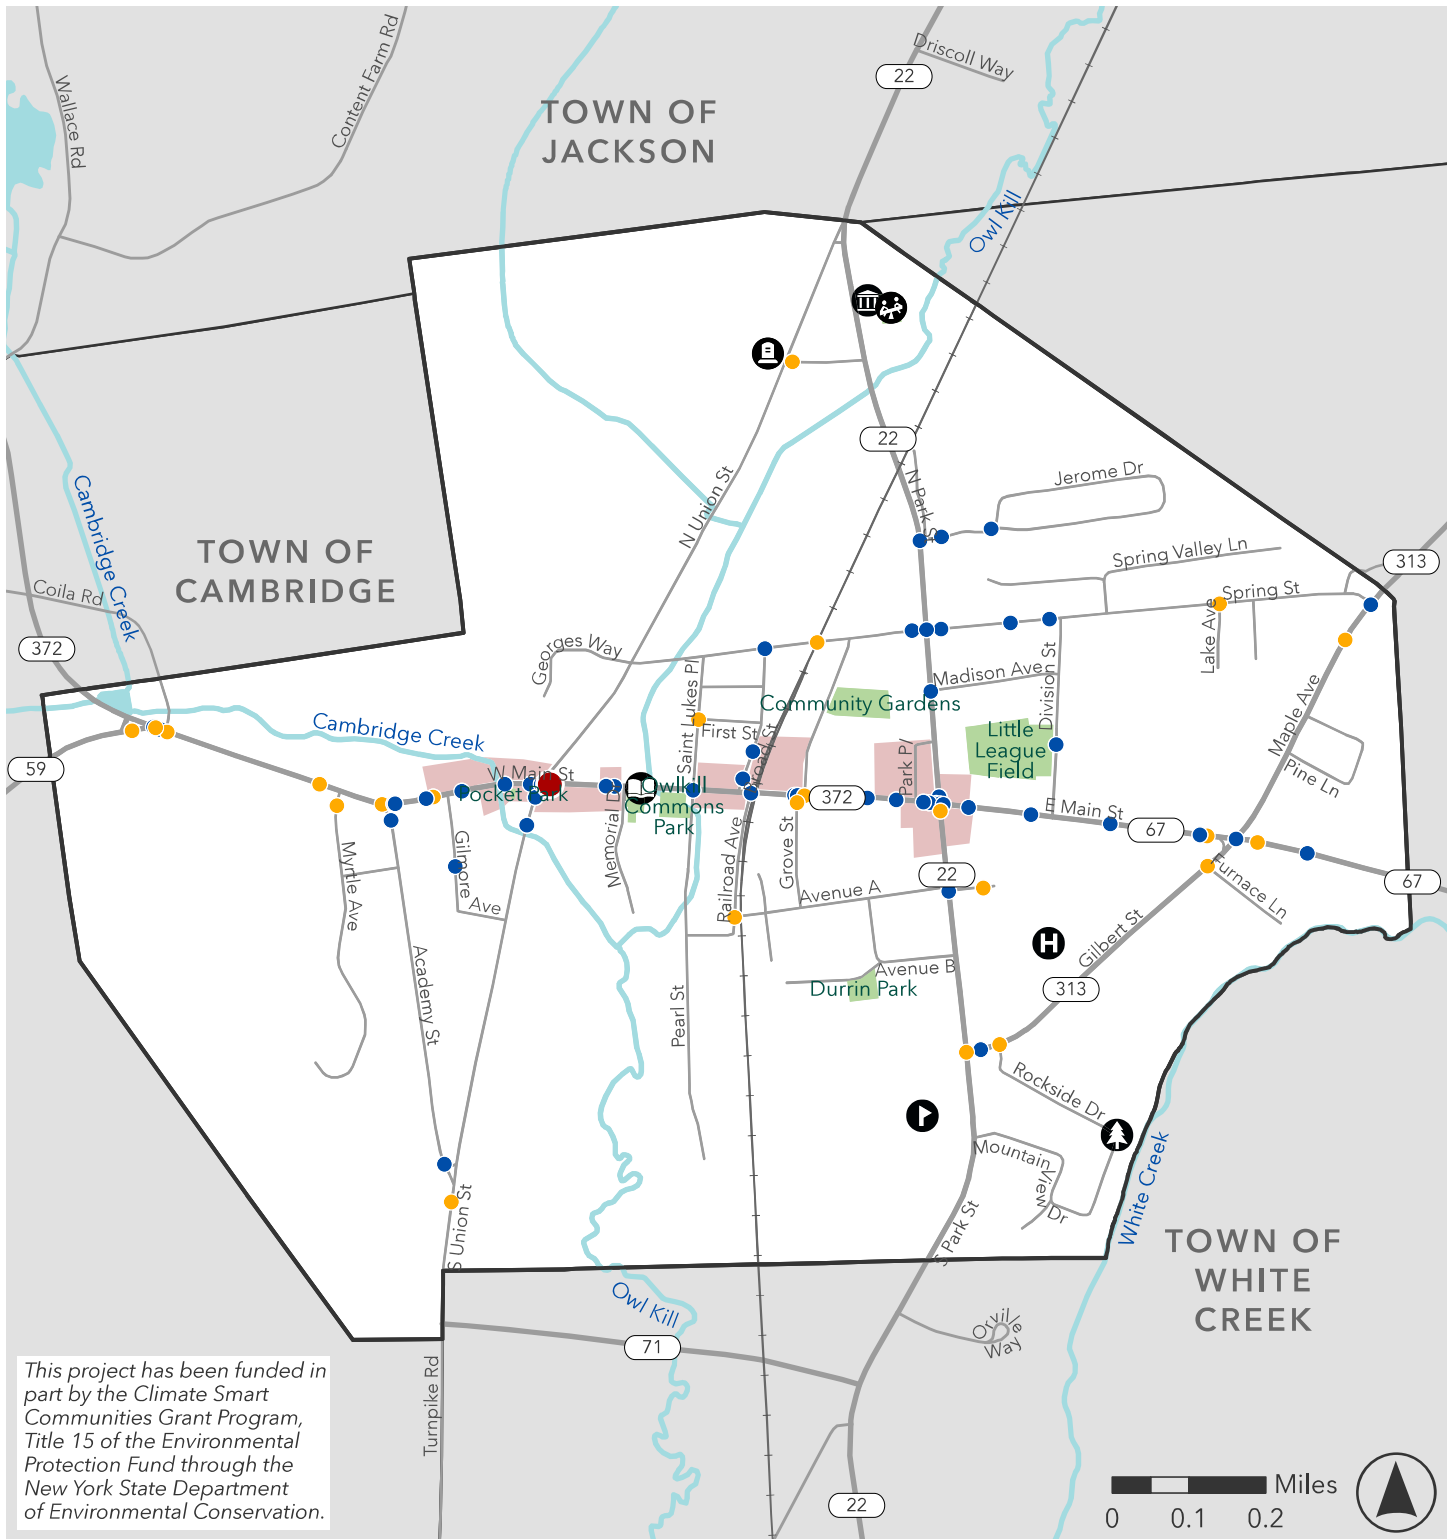 Driscoll Way
22
Wallace Rd
Content Farm Rd
TOWN OF
JACKSON
Owl Kill
22
N Union St
N Park St
Jerome Dr
Spring Valley Ln
313
Spring St
Lake Ave
Cambridge Creek
TOWN OF
CAMBRIDGE
Coila Rd
372
Georges Way
Saint Lukes Pl
Madison Ave
Division St
Maple Ave
Community Gardens
First St
Broad St
Little
League
Field
Park Pl
Pine Ln
Cambridge Creek
59
W Main St
Pocket Park
Owlkill
Commons
Park
372
E Main St
67
Memorial Dr
Grove St
Gilmore
Ave
Myrtle Ave
Railroad Ave
Avenue A
22
Furnace Ln
67
H
Gilbert St
Academy St
Avenue B
Durrin Park
313
Pearl St
Rockside Dr
Mountain
View
Dr
White Creek
S Union St
S Park St
TOWN OF
WHITE
CREEK
Owl Kill
Orville
Way
71
Turnpike Rd
22
This project has been funded in
part by the Climate Smart
Communities Grant Program,
Title 15 of the Environmental
Protection Fund through the
New York State Department
of Environmental Conservation.
Miles
0 0.1 0.2